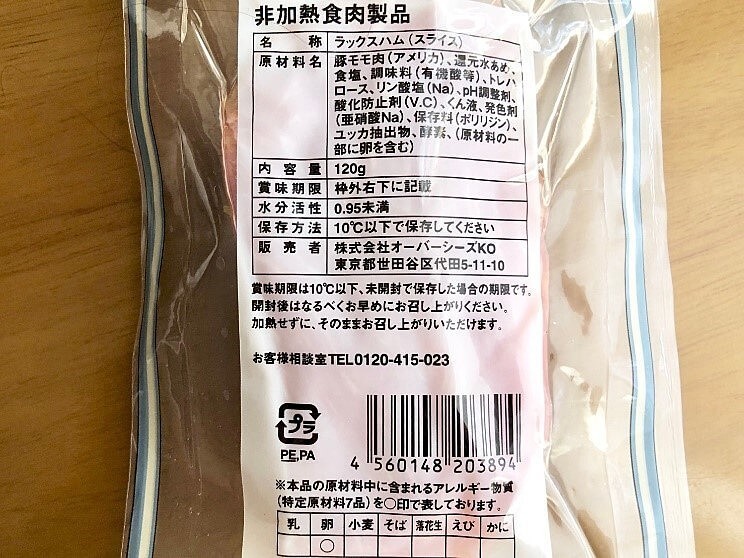 非加熱食肉製品
名 称 ラックスハム(スライス)
原材料名 豚モモ肉(アメリカ)、還元水あめ、
食塩、調味料(有機酸等)、トレハ
ロース、リン酸塩(Na)、pH調整剤、
酸化防止剤(V.C)、くん液、発色剤
(亜硝酸Na)、保存料(ポリリジン)、
ユッカ抽出物、酵素、(原材料の一
部に卵を含む)
内 容 量 120g
賞味期限 枠外右下に記載
水分活性 0.95未満
保存方法 10℃以下で保存してください
販 売 者 株式会社オーバーシーズKO
東京都世田谷区代田5-11-10
賞味期限は10℃以下、未開封で保存した場合の期限です。
開封後はなるべくお早めにお召し上がりください。
加熱せずに、そのままお召し上がりいただけます。
お客様相談室TEL0120-415-023
プラ
PE,PA
4 560148 203894
※本品の原材料中に含まれるアレルギー物質
(特定原材料7品)を○印で表しております。
乳 卵 小麦 そば 落花生 えび かに
○